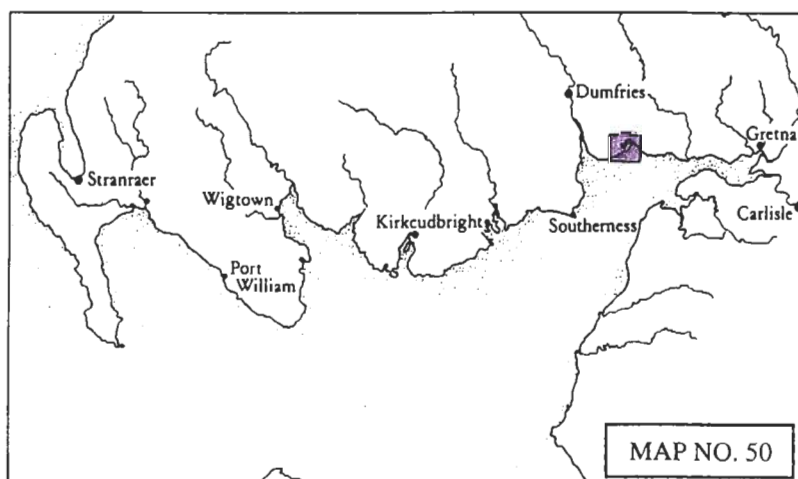 Dumfries
Gretna
Stranraer
Wigtown
Kirkcudbright
Southerness
Carlisle
Port
William
MAP NO. 50